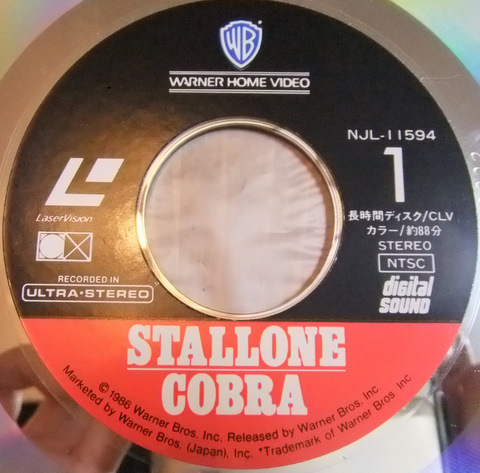 WB
WARNER HOME VIDEO
NJL-11594
1
長時間ディスク/CLV
カラー/約88分
STEREO
NTSC
digital
SOUND
L
LaserVision
RECORDED IN
ULTRA•STEREO
STALLONE
COBRA
©1986 Warner Bros. Inc. Released by Warner Bros. Inc
Marketed by Warner Bros. (Japan), Inc. *Trademark of Warner Bros. Inc